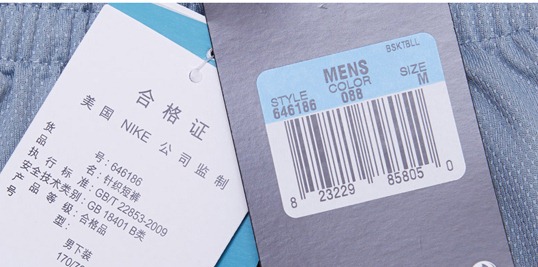 合格证
美国 NIKE 公司监制
货号:646186
品名:针织短裤
执行标准:GB/T 22853-2009
安全技术类别:GB 18401 B类
产品等级:合格品
号型:
男下装
170/7
BSKTBLL
MENS
STYLE COLOR SIZE
646186 088 M
8 23229 85805 0